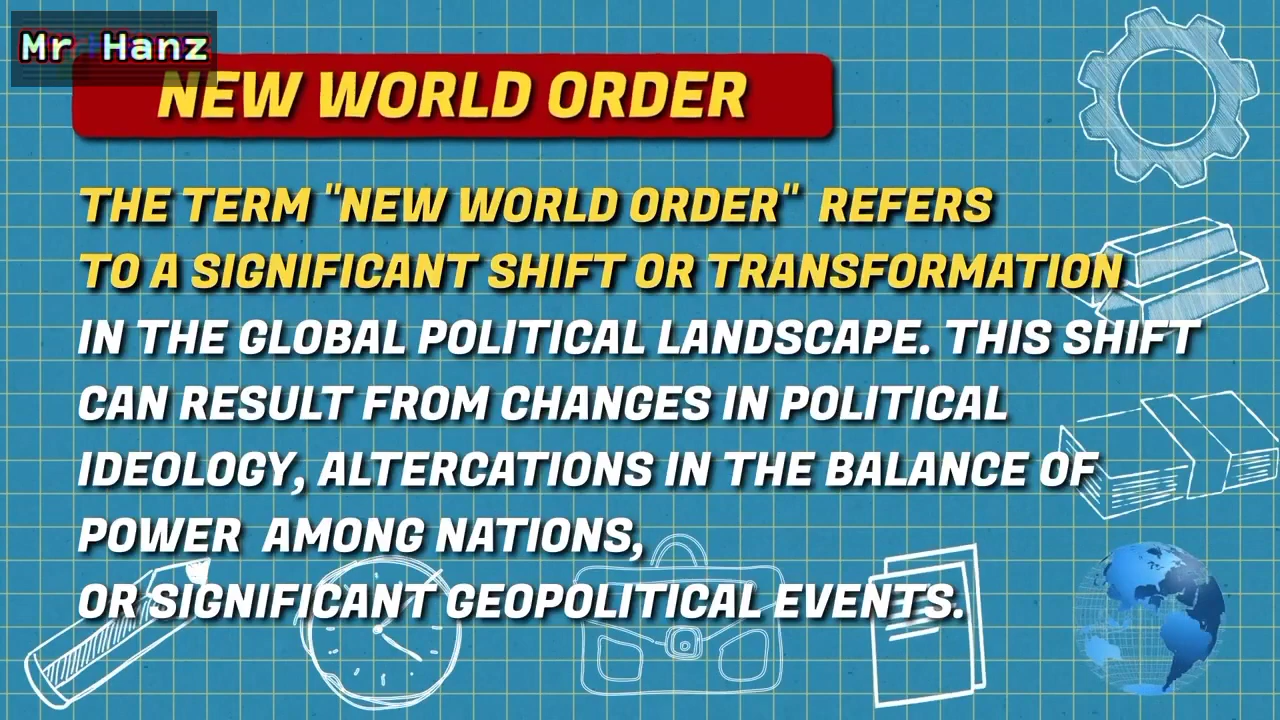 Mr Hanz
NEW WORLD ORDER
THE TERM "NEW WORLD ORDER" REFERS
TO A SIGNIFICANT SHIFT OR TRANSFORMATION
IN THE GLOBAL POLITICAL LANDSCAPE. THIS SHIFT
CAN RESULT FROM CHANGES IN POLITICAL
IDEOLOGY, ALTERCATIONS IN THE BALANCE OF
POWER AMONG NATIONS,
OR SIGNIFICANT GEOPOLITICAL EVENTS.